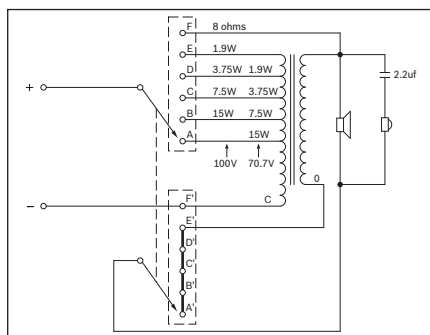 F 8 ohms
E 1.9W
D 3.75W 1.9W
C 7.5W 3.75W
B 15W 7.5W
A 15W
100V 70.7V
2.2uf
+
0
C
− F'
E'
D'
C'
B'
A'